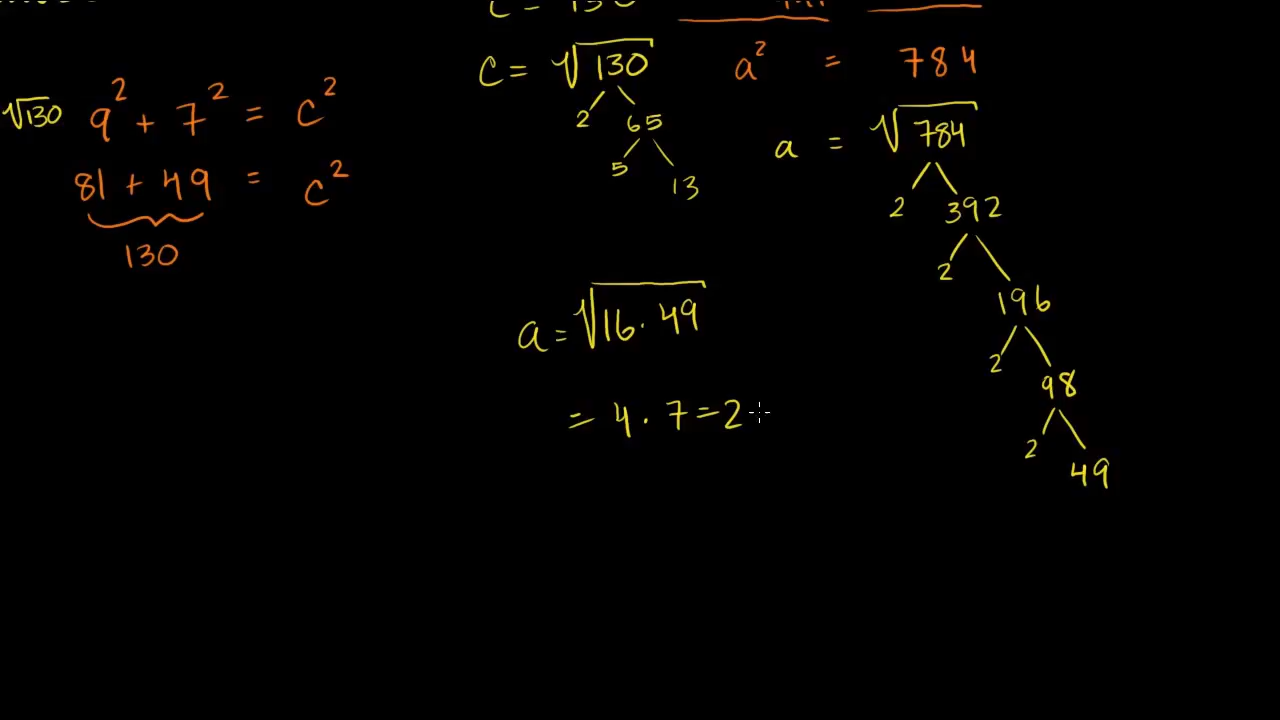 C = 130
C = √130
a² = 784
√130 9² + 7² = c²
81 + 49 = c²
130
2 65
5 13
a = √784
2 392
2 196
2 98
2 49
a = √16 · 49
= 4 · 7 = 2